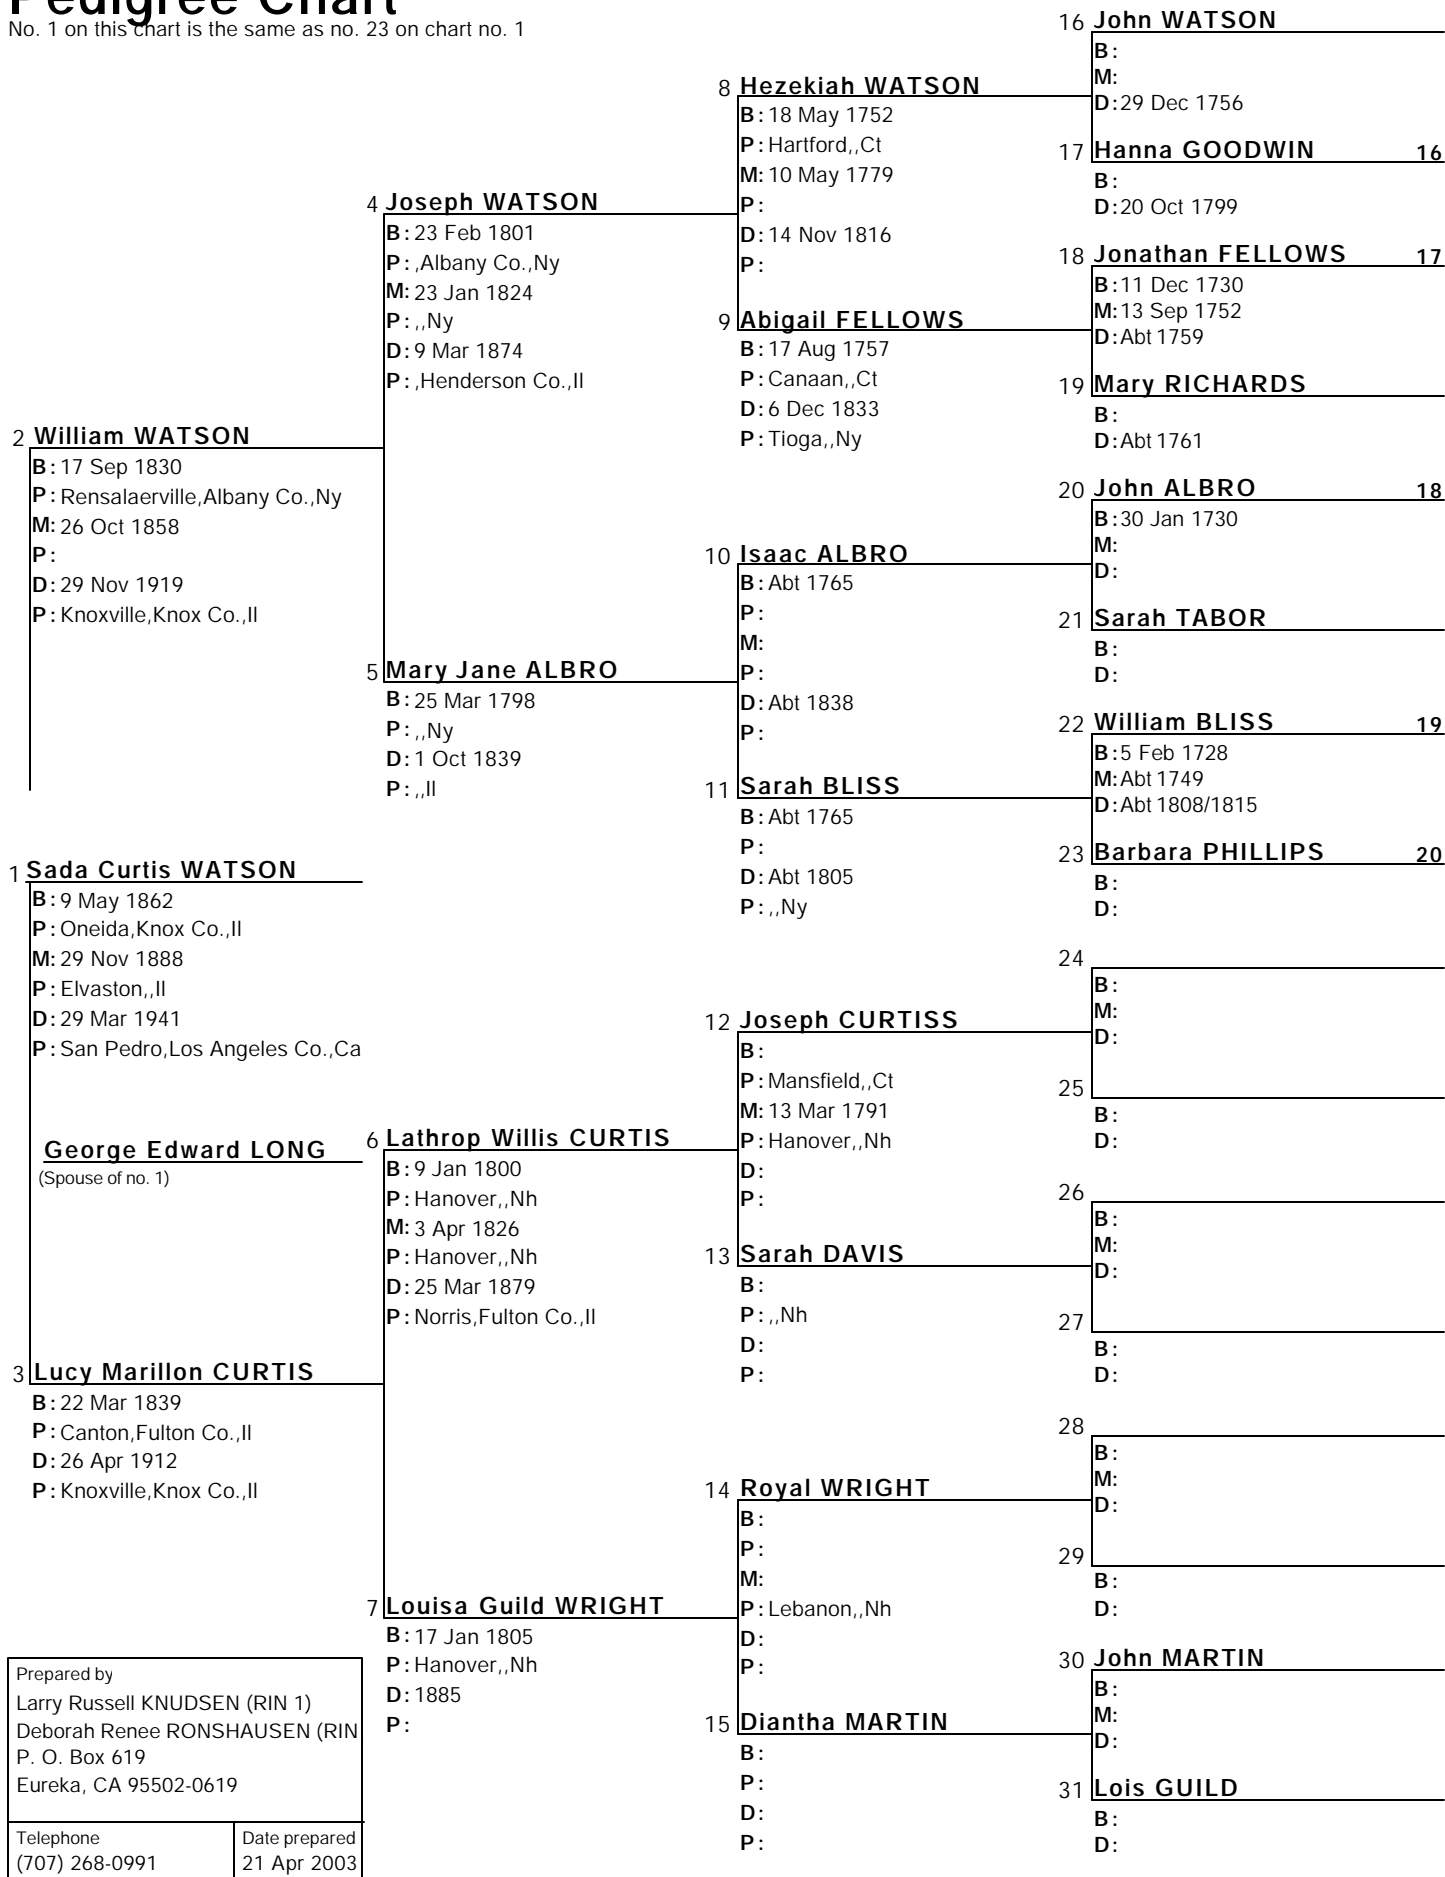 Pedigree Chart
No. 1 on this chart is the same as no. 23 on chart no. 1
16 John WATSON
B:
M:
D: 29 Dec 1756
8 Hezekiah WATSON
B: 18 May 1752
P: Hartford,,Ct
M: 10 May 1779
P:
D: 14 Nov 1816
P:
17 Hanna GOODWIN 16
B:
D: 20 Oct 1799
4 Joseph WATSON
B: 23 Feb 1801
P: ,Albany Co.,Ny
M: 23 Jan 1824
P: ,,Ny
D: 9 Mar 1874
P: ,Henderson Co.,Il
18 Jonathan FELLOWS 17
B: 11 Dec 1730
M: 13 Sep 1752
D: Abt 1759
9 Abigail FELLOWS
B: 17 Aug 1757
P: Canaan,,Ct
D: 6 Dec 1833
P: Tioga,,Ny
19 Mary RICHARDS
B:
D: Abt 1761
2 William WATSON
B: 17 Sep 1830
P: Rensalaerville,Albany Co.,Ny
M: 26 Oct 1858
P:
D: 29 Nov 1919
P: Knoxville,Knox Co.,Il
20 John ALBRO 18
B: 30 Jan 1730
M:
D:
10 Isaac ALBRO
B: Abt 1765
P:
M:
P:
D: Abt 1838
P:
21 Sarah TABOR
B:
D:
5 Mary Jane ALBRO
B: 25 Mar 1798
P: ,,Ny
D: 1 Oct 1839
P: ,,Il
22 William BLISS 19
B: 5 Feb 1728
M: Abt 1749
D: Abt 1808/1815
11 Sarah BLISS
B: Abt 1765
P:
D: Abt 1805
P: ,,Ny
23 Barbara PHILLIPS 20
B:
D:
1 Sada Curtis WATSON
B: 9 May 1862
P: Oneida,Knox Co.,Il
M: 29 Nov 1888
P: Elvaston,,Il
D: 29 Mar 1941
P: San Pedro,Los Angeles Co.,Ca
24
B:
M:
D:
12 Joseph CURTISS
B:
P: Mansfield,,Ct
M: 13 Mar 1791
P: Hanover,,Nh
D:
P:
25
B:
D:
George Edward LONG
(Spouse of no. 1)
6 Lathrop Willis CURTIS
B: 9 Jan 1800
P: Hanover,,Nh
M: 3 Apr 1826
P: Hanover,,Nh
D: 25 Mar 1879
P: Norris,Fulton Co.,Il
26
B:
M:
D:
13 Sarah DAVIS
B:
P: ,,Nh
D:
P:
27
B:
D:
3 Lucy Marillon CURTIS
B: 22 Mar 1839
P: Canton,Fulton Co.,Il
D: 26 Apr 1912
P: Knoxville,Knox Co.,Il
28
B:
M:
D:
14 Royal WRIGHT
B:
P:
M:
P: Lebanon,,Nh
D:
P:
29
B:
D:
7 Louisa Guild WRIGHT
B: 17 Jan 1805
P: Hanover,,Nh
D: 1885
P:
30 John MARTIN
B:
M:
D:
15 Diantha MARTIN
B:
P:
D:
P:
31 Lois GUILD
B:
D:
Prepared by
Larry Russell KNUDSEN (RIN 1)
Deborah Renee RONSHAUSEN (RIN
P. O. Box 619
Eureka, CA 95502-0619
Telephone
(707) 268-0991
Date prepared
21 Apr 2003